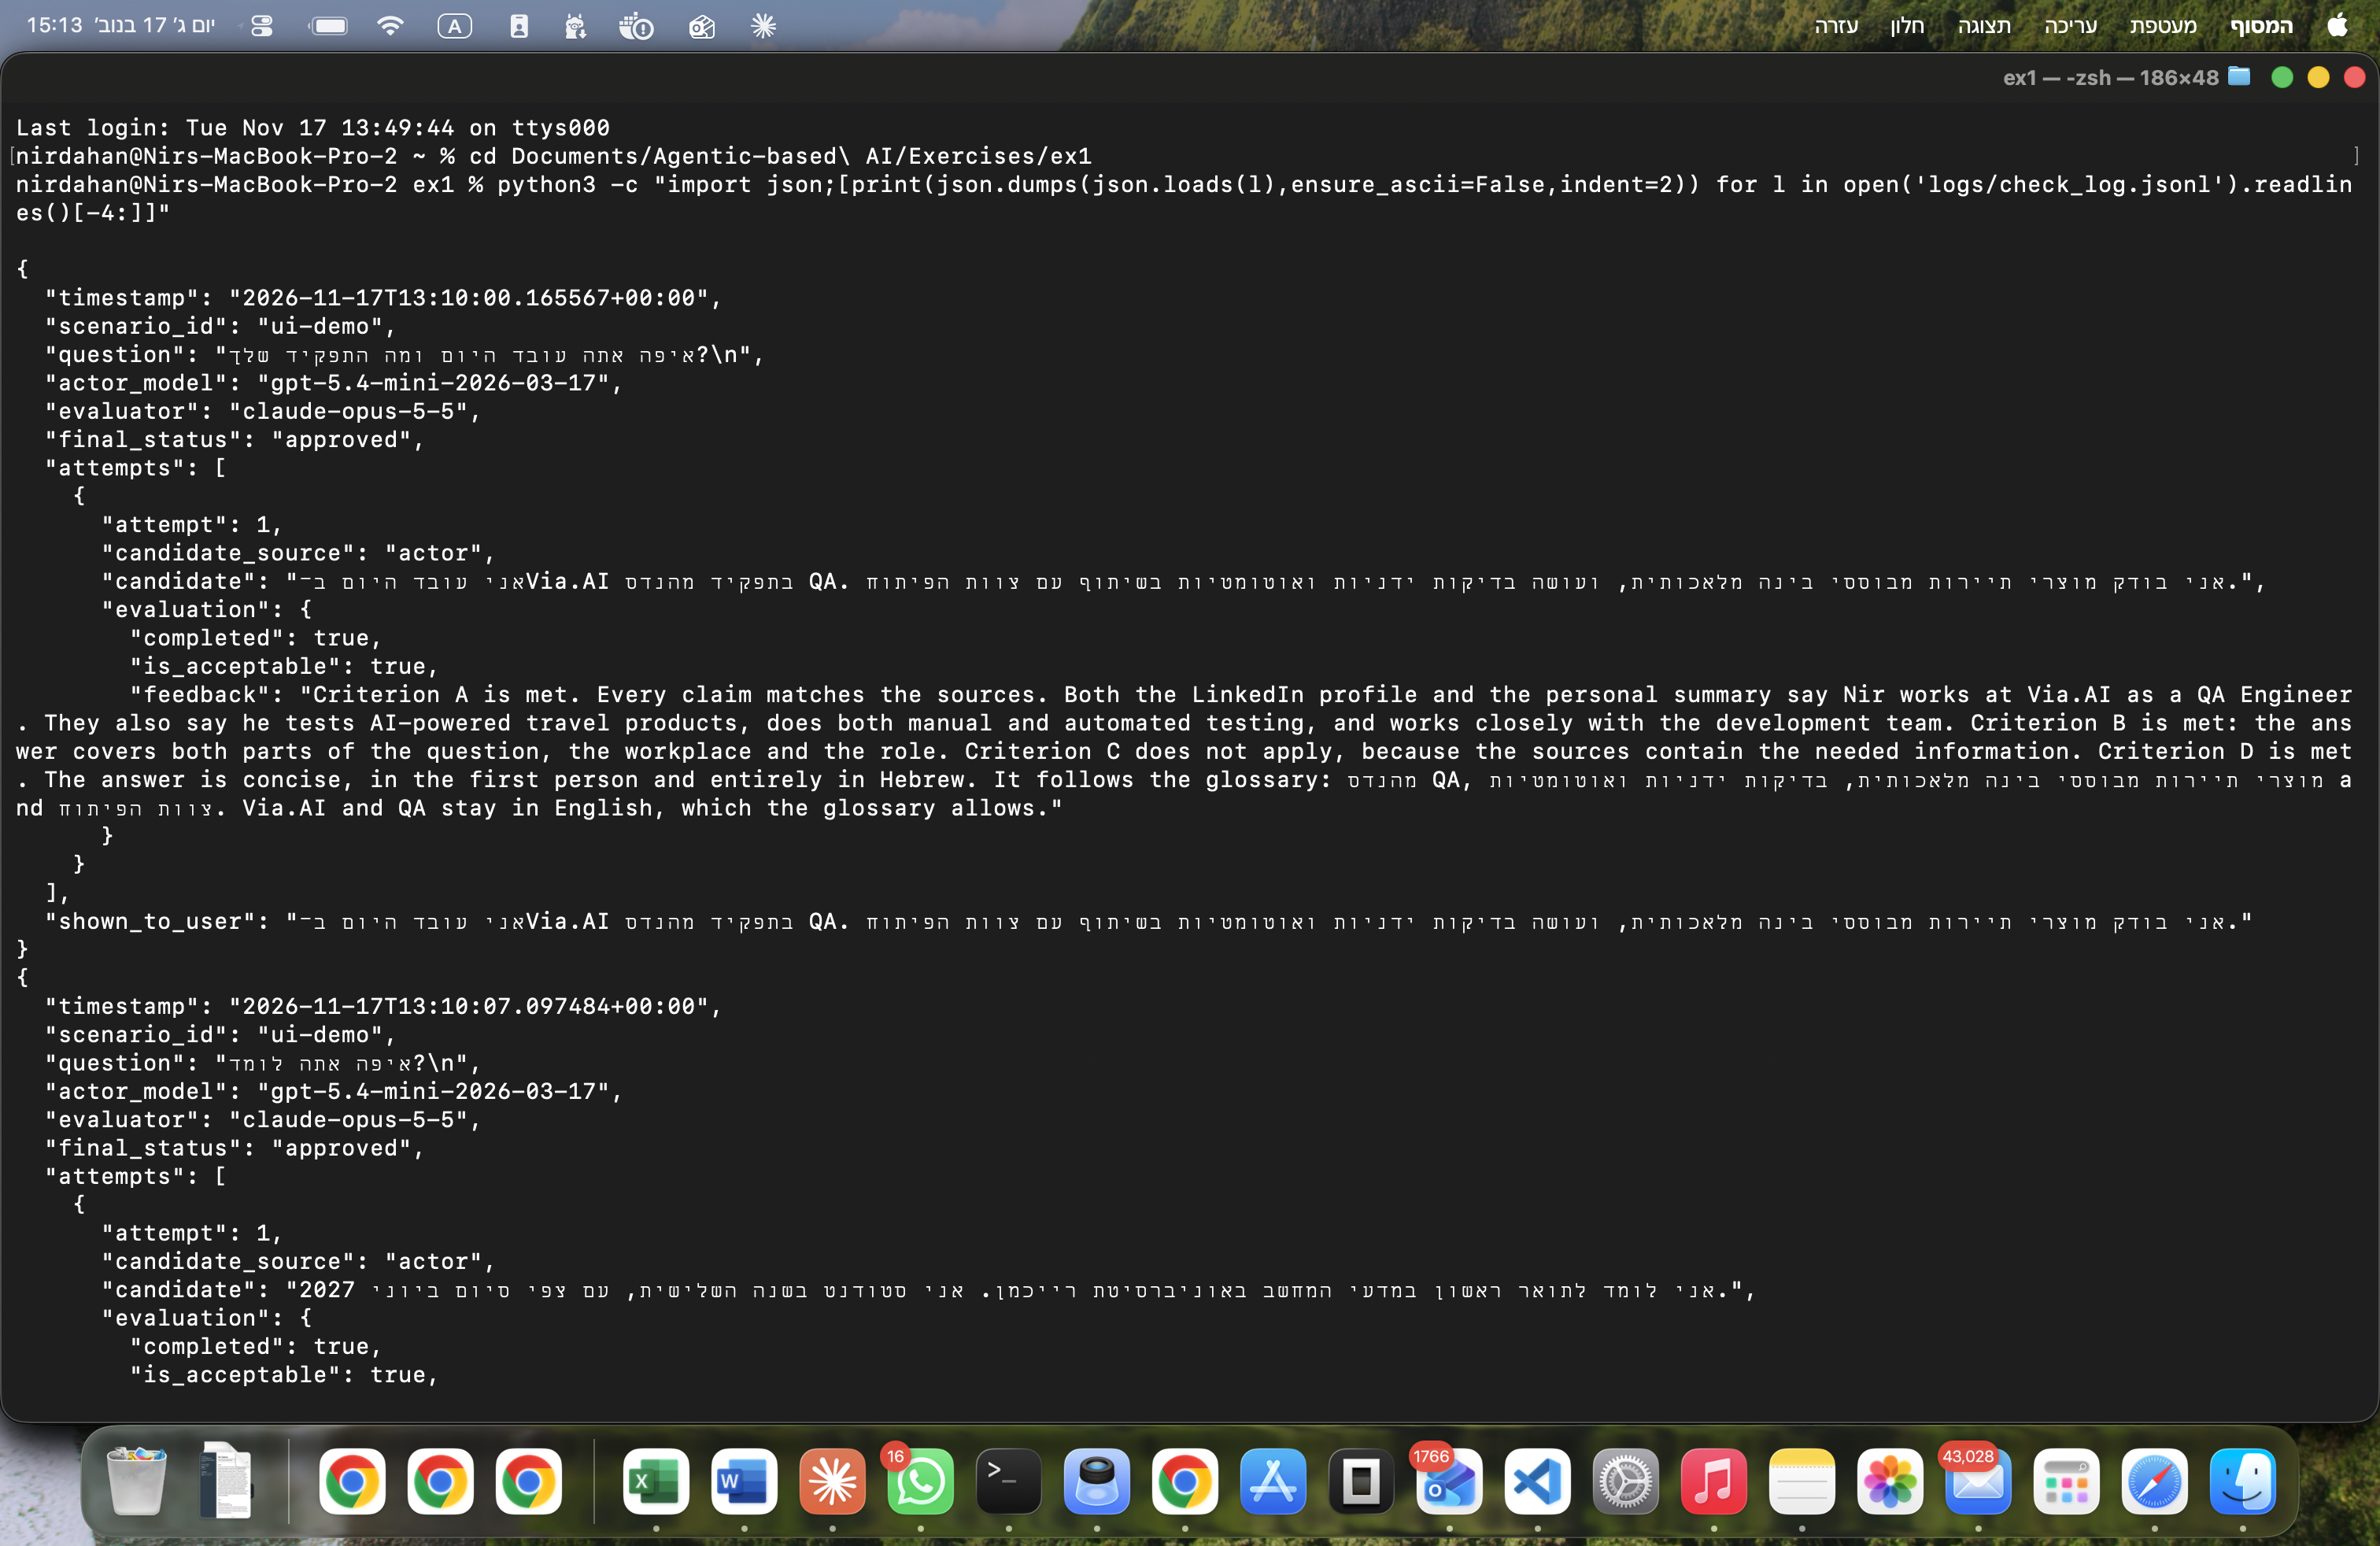 המסוף מעטפת עריכה תצוגה חלון עזרה
A
יום ג׳ 17 בנוב׳ 15:13
ex1 — -zsh — 186×48
Last login: Tue Nov 17 13:49:44 on ttys000
[nirdahan@Nirs-MacBook-Pro-2 ~ % cd Documents/Agentic-based\ AI/Exercises/ex1 ]
nirdahan@Nirs-MacBook-Pro-2 ex1 % python3 -c "import json;[print(json.dumps(json.loads(l),ensure_ascii=False,indent=2)) for l in open('logs/check_log.jsonl').readlin
es()[-4:]]"
{
"timestamp": "2026-11-17T13:10:00.165567+00:00",
"scenario_id": "ui-demo",
"question": "איפה אתה עובד היום ומה התפקיד שלך?\n",
"actor_model": "gpt-5.4-mini-2026-03-17",
"evaluator": "claude-opus-5-5",
"final_status": "approved",
"attempts": [
{
"attempt": 1,
"candidate_source": "actor",
"candidate": "אני עובד היום ב־Via.AI בתפקיד מהנדס QA. אני בודק מוצרי תיירות מבוססי בינה מלאכותית, ועושה בדיקות ידניות ואוטומטיות בשיתוף עם צוות הפיתוח.",
"evaluation": {
"completed": true,
"is_acceptable": true,
"feedback": "Criterion A is met. Every claim matches the sources. Both the LinkedIn profile and the personal summary say Nir works at Via.AI as a QA Engineer
. They also say he tests AI-powered travel products, does both manual and automated testing, and works closely with the development team. Criterion B is met: the ans
wer covers both parts of the question, the workplace and the role. Criterion C does not apply, because the sources contain the needed information. Criterion D is met
. The answer is concise, in the first person and entirely in Hebrew. It follows the glossary: מהנדס QA, מוצרי תיירות מבוססי בינה מלאכותית, בדיקות ידניות ואוטומטיות a
nd צוות הפיתוח. Via.AI and QA stay in English, which the glossary allows."
}
}
],
"shown_to_user": "אני עובד היום ב־Via.AI בתפקיד מהנדס QA. אני בודק מוצרי תיירות מבוססי בינה מלאכותית, ועושה בדיקות ידניות ואוטומטיות בשיתוף עם צוות הפיתוח."
}
{
"timestamp": "2026-11-17T13:10:07.097484+00:00",
"scenario_id": "ui-demo",
"question": "איפה אתה לומד?\n",
"actor_model": "gpt-5.4-mini-2026-03-17",
"evaluator": "claude-opus-5-5",
"final_status": "approved",
"attempts": [
{
"attempt": 1,
"candidate_source": "actor",
"candidate": "אני לומד לתואר ראשון במדעי המחשב באוניברסיטת רייכמן. אני סטודנט בשנה השלישית, עם צפי סיום ביוני 2027.",
"evaluation": {
"completed": true,
"is_acceptable": true,
16
1766
43,028